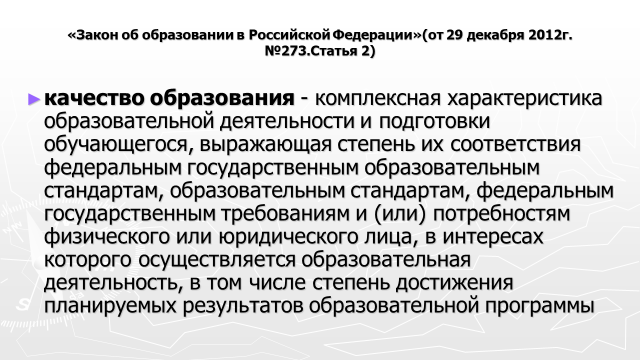 «Закон об образовании в Российской Федерации»(от 29 декабря 2012г.
№273.Статья 2)
качество образования - комплексная характеристика
образовательной деятельности и подготовки
обучающегося, выражающая степень их соответствия
федеральным государственным образовательным
стандартам, образовательным стандартам, федеральным
государственным требованиям и (или) потребностям
физического или юридического лица, в интересах
которого осуществляется образовательная
деятельность, в том числе степень достижения
планируемых результатов образовательной программы
S